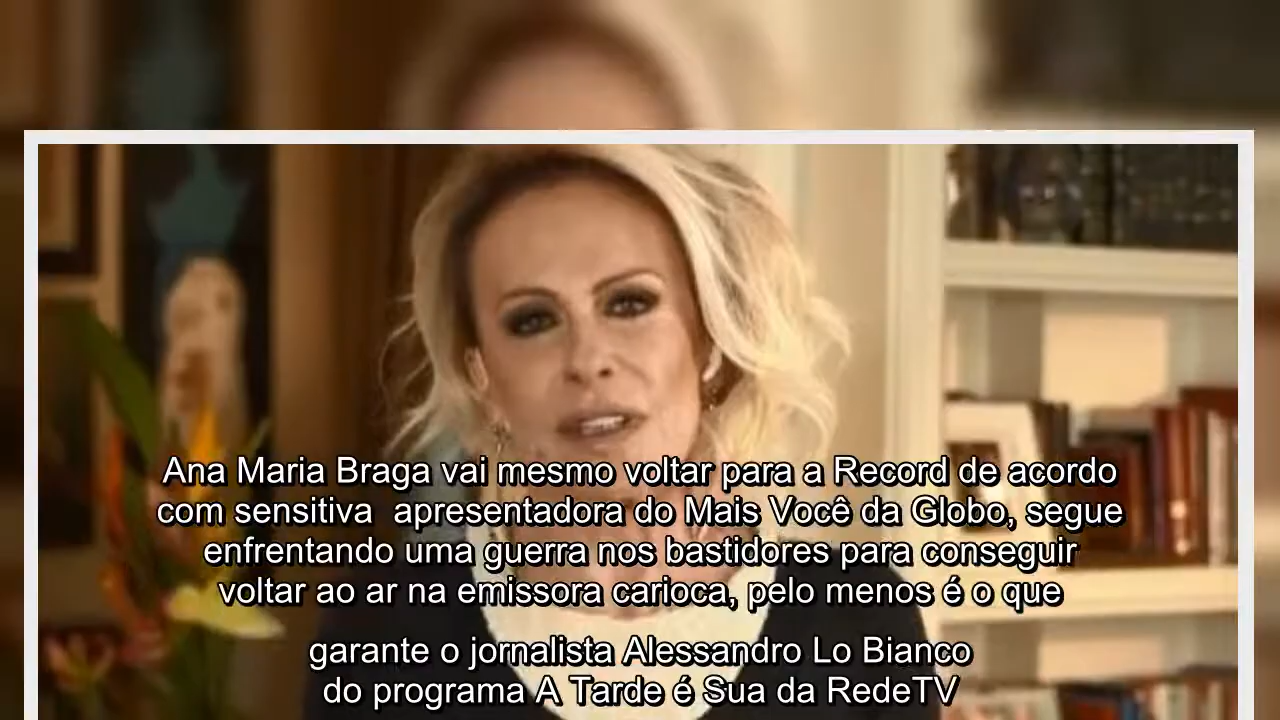 Ana Maria Braga vai mesmo voltar para a Record de acordo
com sensitiva  apresentadora do Mais Você da Globo, segue
enfrentando uma guerra nos bastidores para conseguir
voltar ao ar na emissora carioca, pelo menos é o que
garante o jornalista Alessandro Lo Bianco
do programa A Tarde é Sua da RedeTV